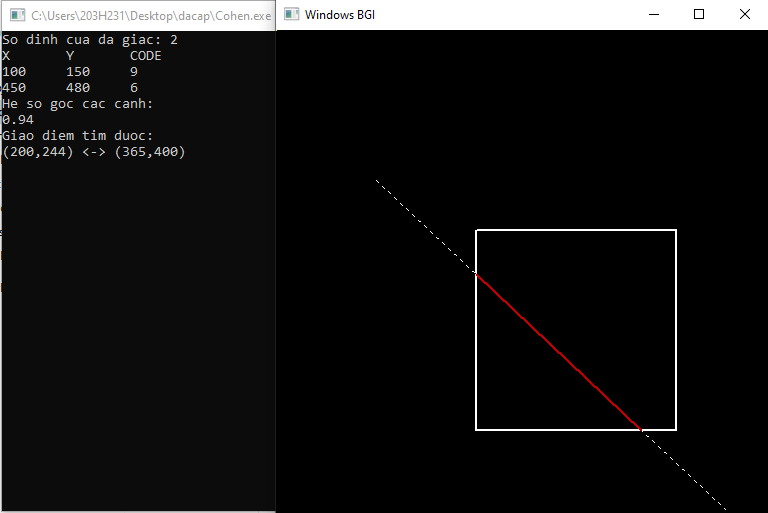 C:\Users\203H231\Desktop\dacap\Cohen.exe
Windows BGI
So dinh cua da giac: 2
X Y CODE
100 150 9
450 480 6
He so goc cac canh:
0.94
Giao diem tim duoc:
(200,244) <-> (365,400)